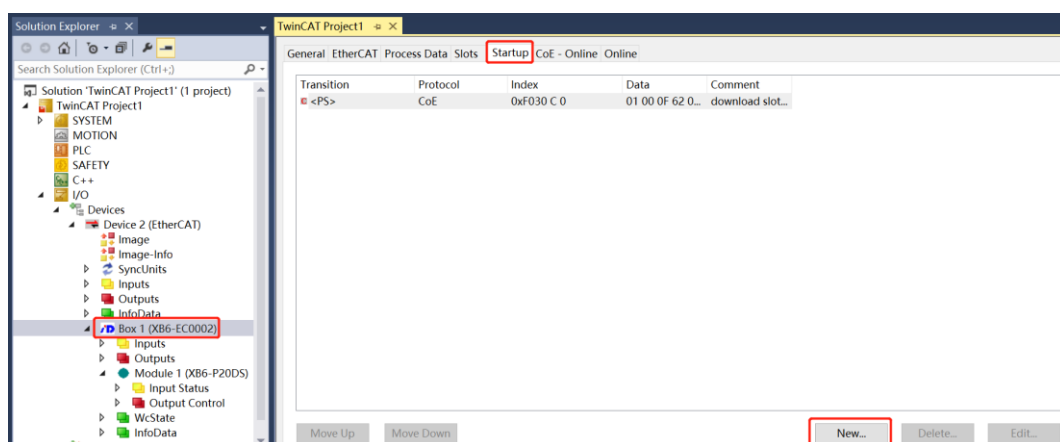 Solution Explorer
TwinCAT Project1
General EtherCAT Process Data Slots Startup CoE - Online Online
Search Solution Explorer (Ctrl+;)
Transition Protocol Index Data Comment
<PS> CoE 0xF030 C 0 01 00 0F 62 0... download slot...
Solution 'TwinCAT Project1' (1 project)
TwinCAT Project1
SYSTEM
MOTION
PLC
SAFETY
C++
I/O
Devices
Device 2 (EtherCAT)
Image
Image-Info
SyncUnits
Inputs
Outputs
InfoData
Box 1 (XB6-EC0002)
Inputs
Outputs
Module 1 (XB6-P20DS)
Input Status
Output Control
WcState
InfoData
Move Up Move Down New... Delete... Edit...